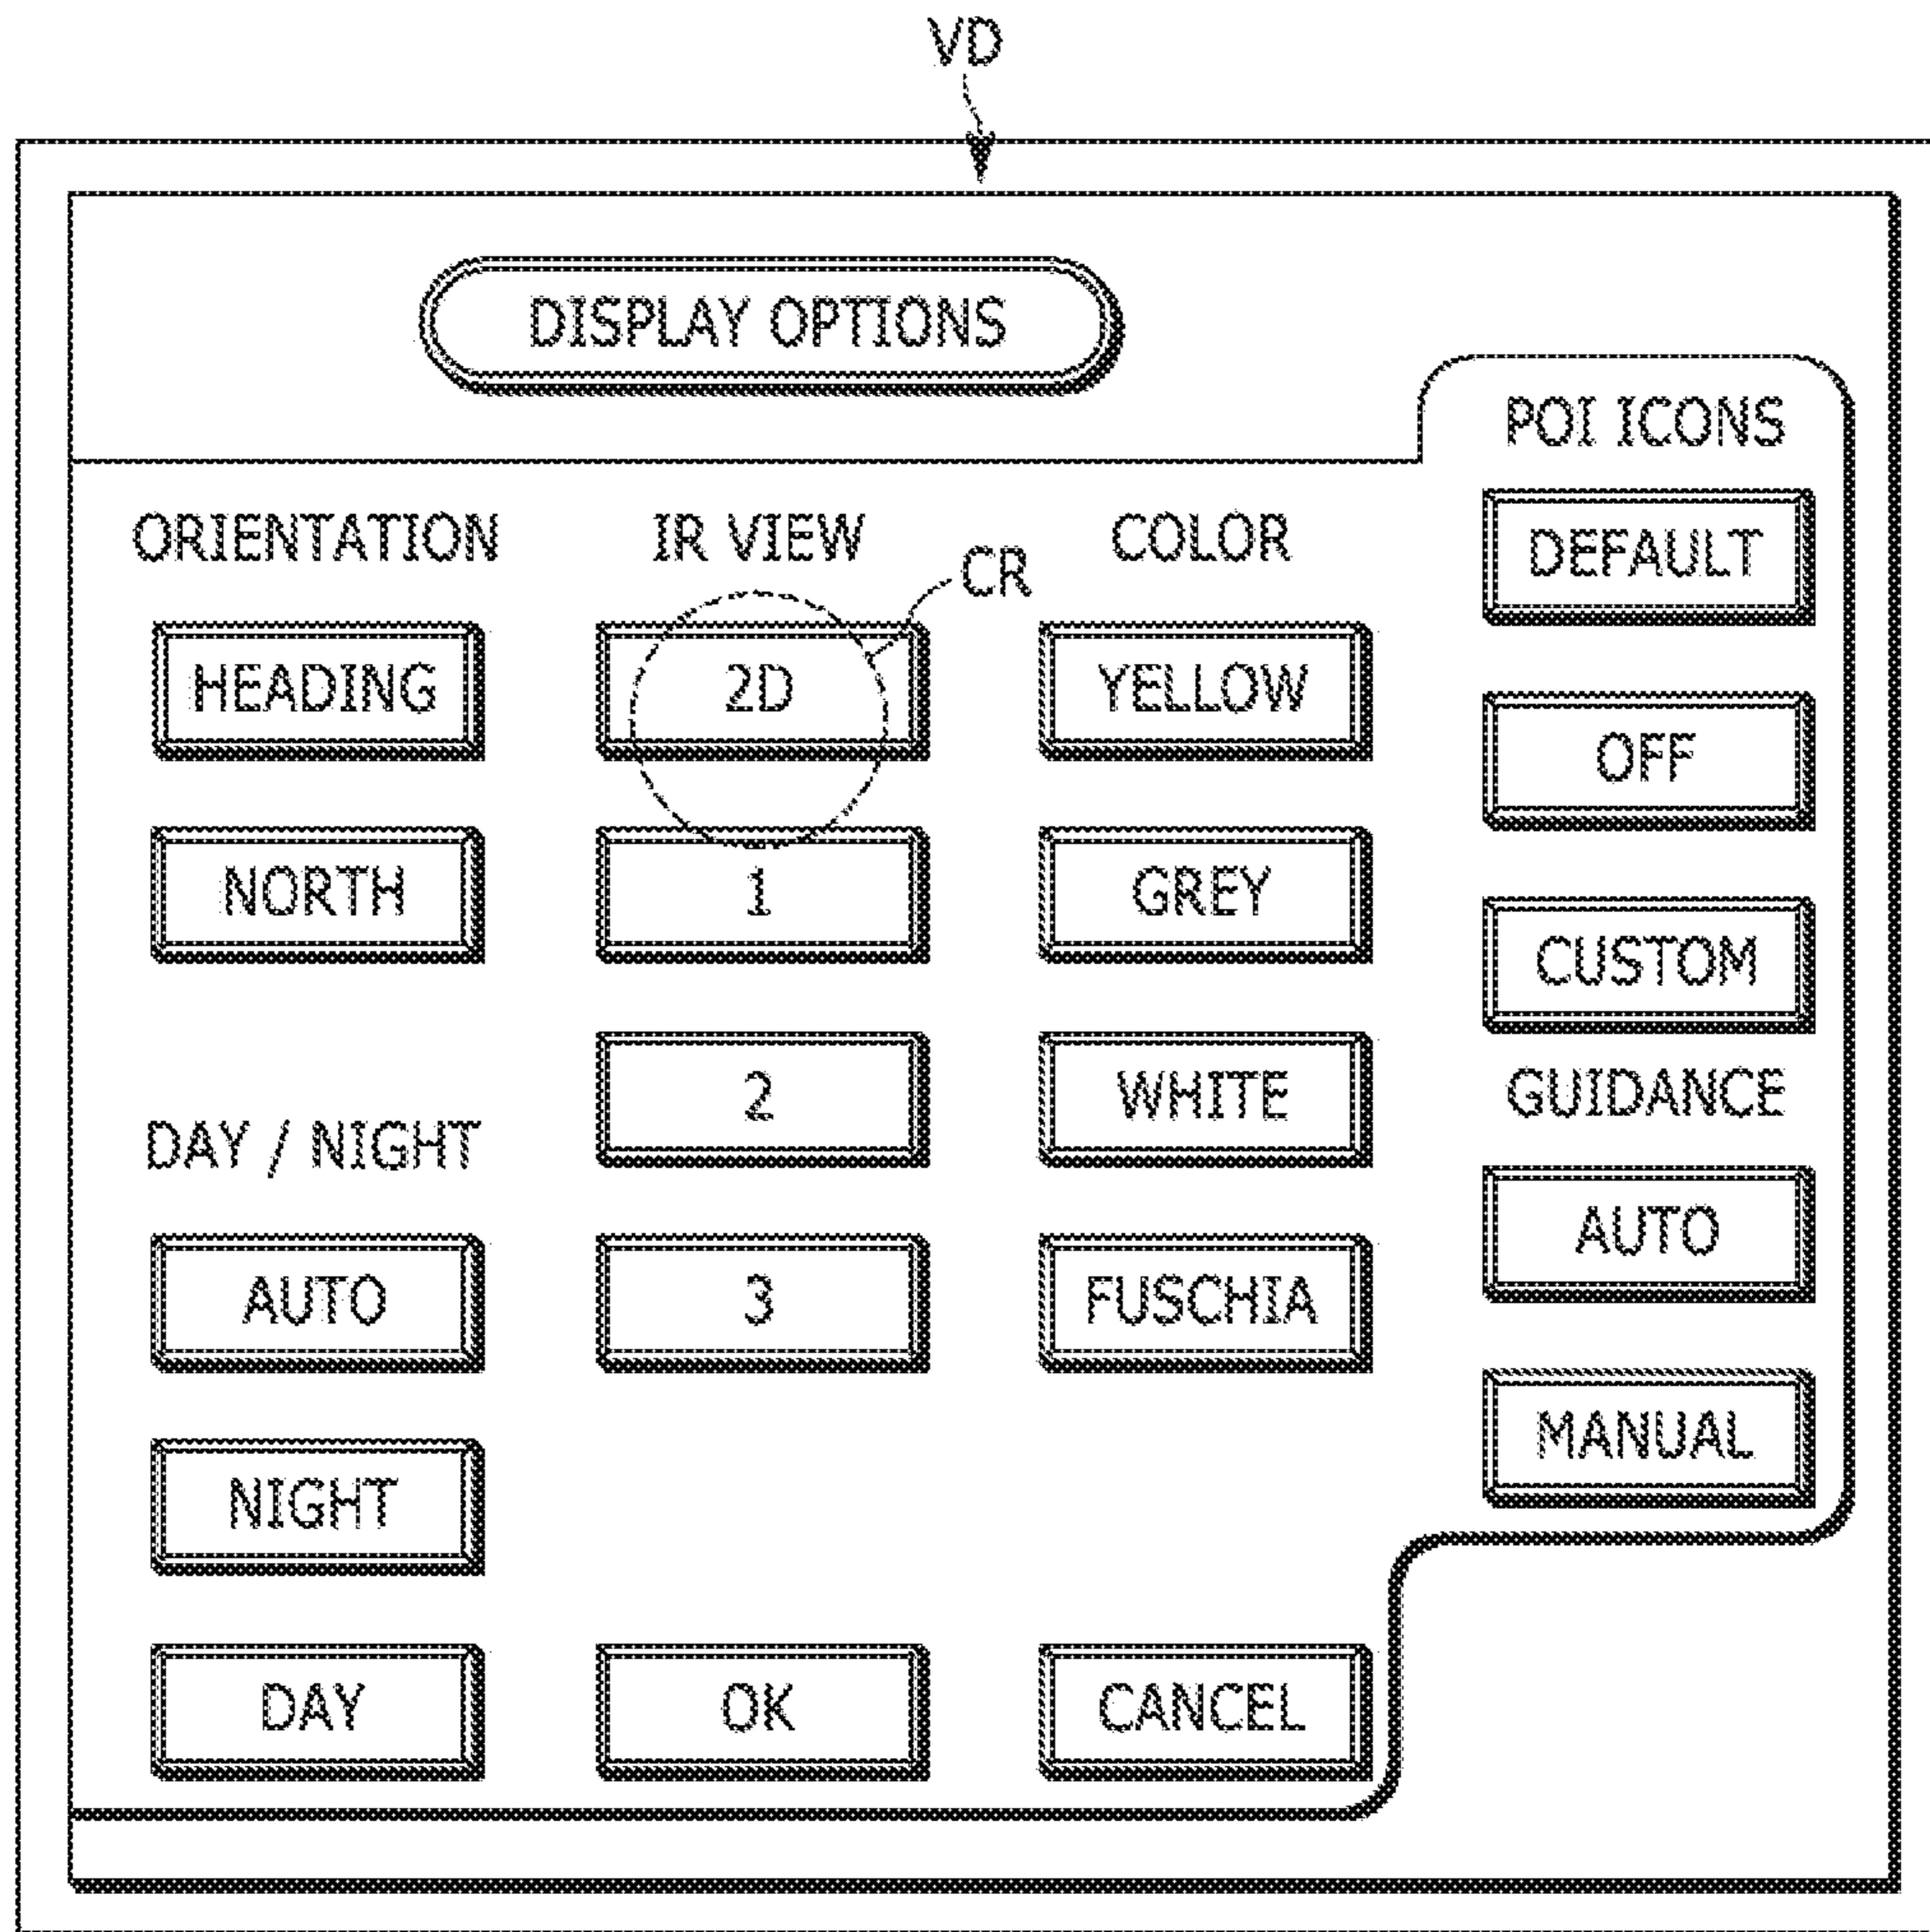 VD
DISPLAY OPTIONS
POI ICONS
ORIENTATION IR VIEW COLOR DEFAULT
CR
HEADING 2D YELLOW OFF
NORTH 1 GREY CUSTOM
2 WHITE GUIDANCE
DAY / NIGHT
AUTO 3 FUSCHIA AUTO
NIGHT MANUAL
DAY OK CANCEL